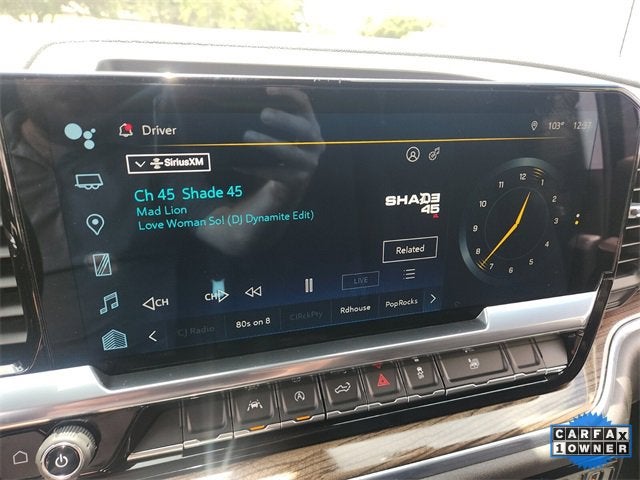 Driver
103° 12:37
SiriusXM
Ch 45 Shade 45
Mad Lion
Love Woman Sol (DJ Dynamite Edit)
SHADE 45
Related
CH CH LIVE
CJ Radio 80s on 8 CJRckPty Rdhouse PopRocks
12 1 2 3 4 5 6 7 8 9 10 11
CARFAX
1 OWNER